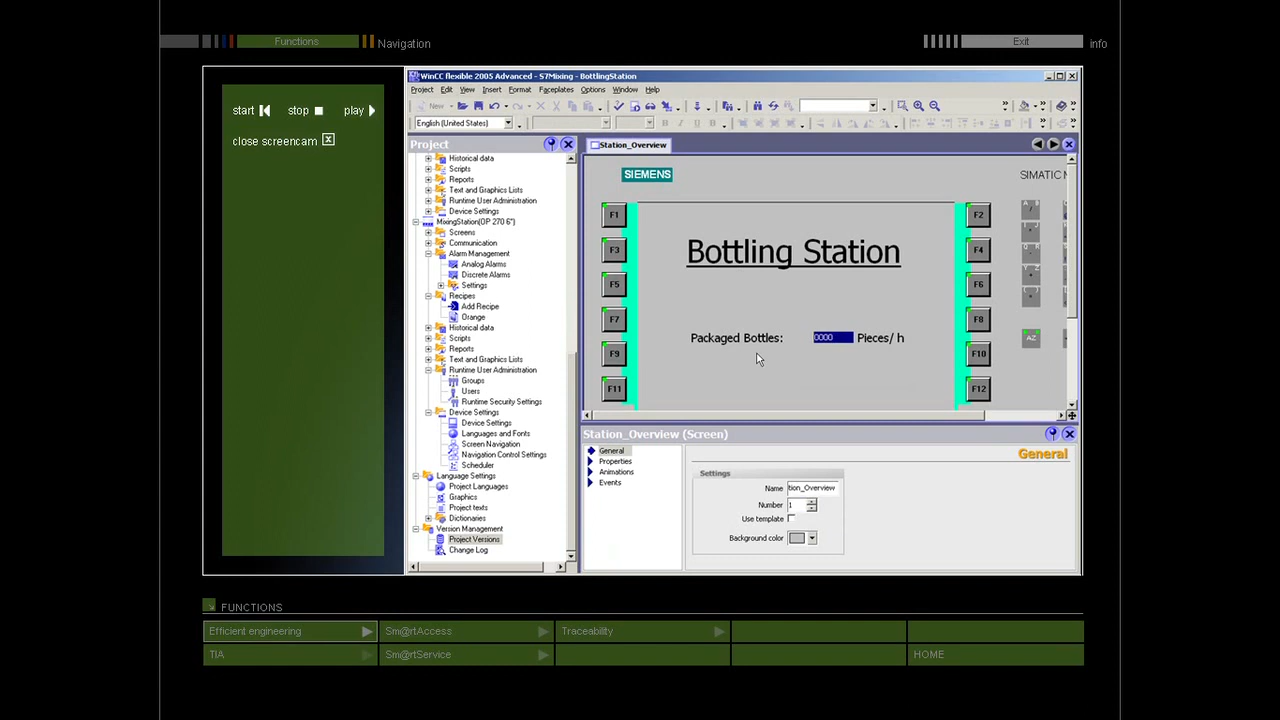 Functions
Navigation
Exit
info
start
stop
play
close screencam
WinCC flexible 2005 Advanced - S7Mixing - BottlingStation
Project Edit View Insert Format Faceplates Options Window Help
New
English (United States)
Project
Historical data
Scripts
Reports
Text and Graphics Lists
Runtime User Administration
Device Settings
MixingStation(OP 270 6")
Screens
Communication
Alarm Management
Analog Alarms
Discrete Alarms
Settings
Recipes
Add Recipe
Orange
Historical data
Scripts
Reports
Text and Graphics Lists
Runtime User Administration
Groups
Users
Runtime Security Settings
Device Settings
Device Settings
Languages and Fonts
Screen Navigation
Navigation Control Settings
Scheduler
Language Settings
Project Languages
Graphics
Project texts
Dictionaries
Version Management
Project Versions
Change Log
Station_Overview
SIEMENS
SIMATIC
F1
F2
F3
F4
F5
F6
F7
F8
F9
F10
F11
F12
Bottling Station
Packaged Bottles: 0000 Pieces/ h
Station_Overview (Screen)
General
Properties
Animations
Events
General
Settings
Name tion_Overview
Number 1
Use template
Background color
FUNCTIONS
Efficient engineering
Sm@rtAccess
Traceability
TIA
Sm@rtService
HOME